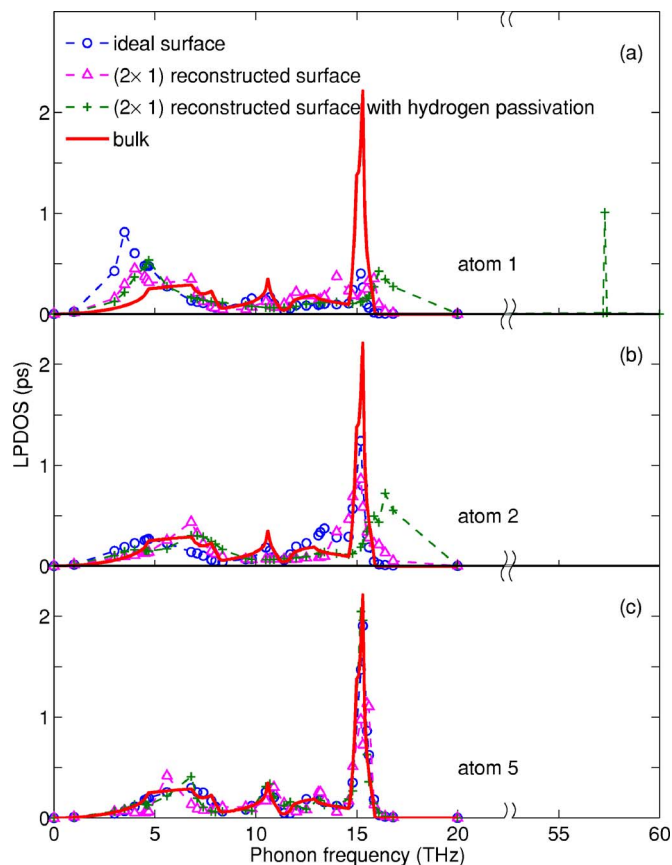 (a)
ideal surface
(2× 1) reconstructed surface
(2× 1) reconstructed surface with hydrogen passivation
bulk
2
1
0
atom 1
(b)
2
1
0
atom 2
LPDOS (ps)
(c)
2
1
0
atom 5
0 5 10 15 20 55 60
Phonon frequency (THz)